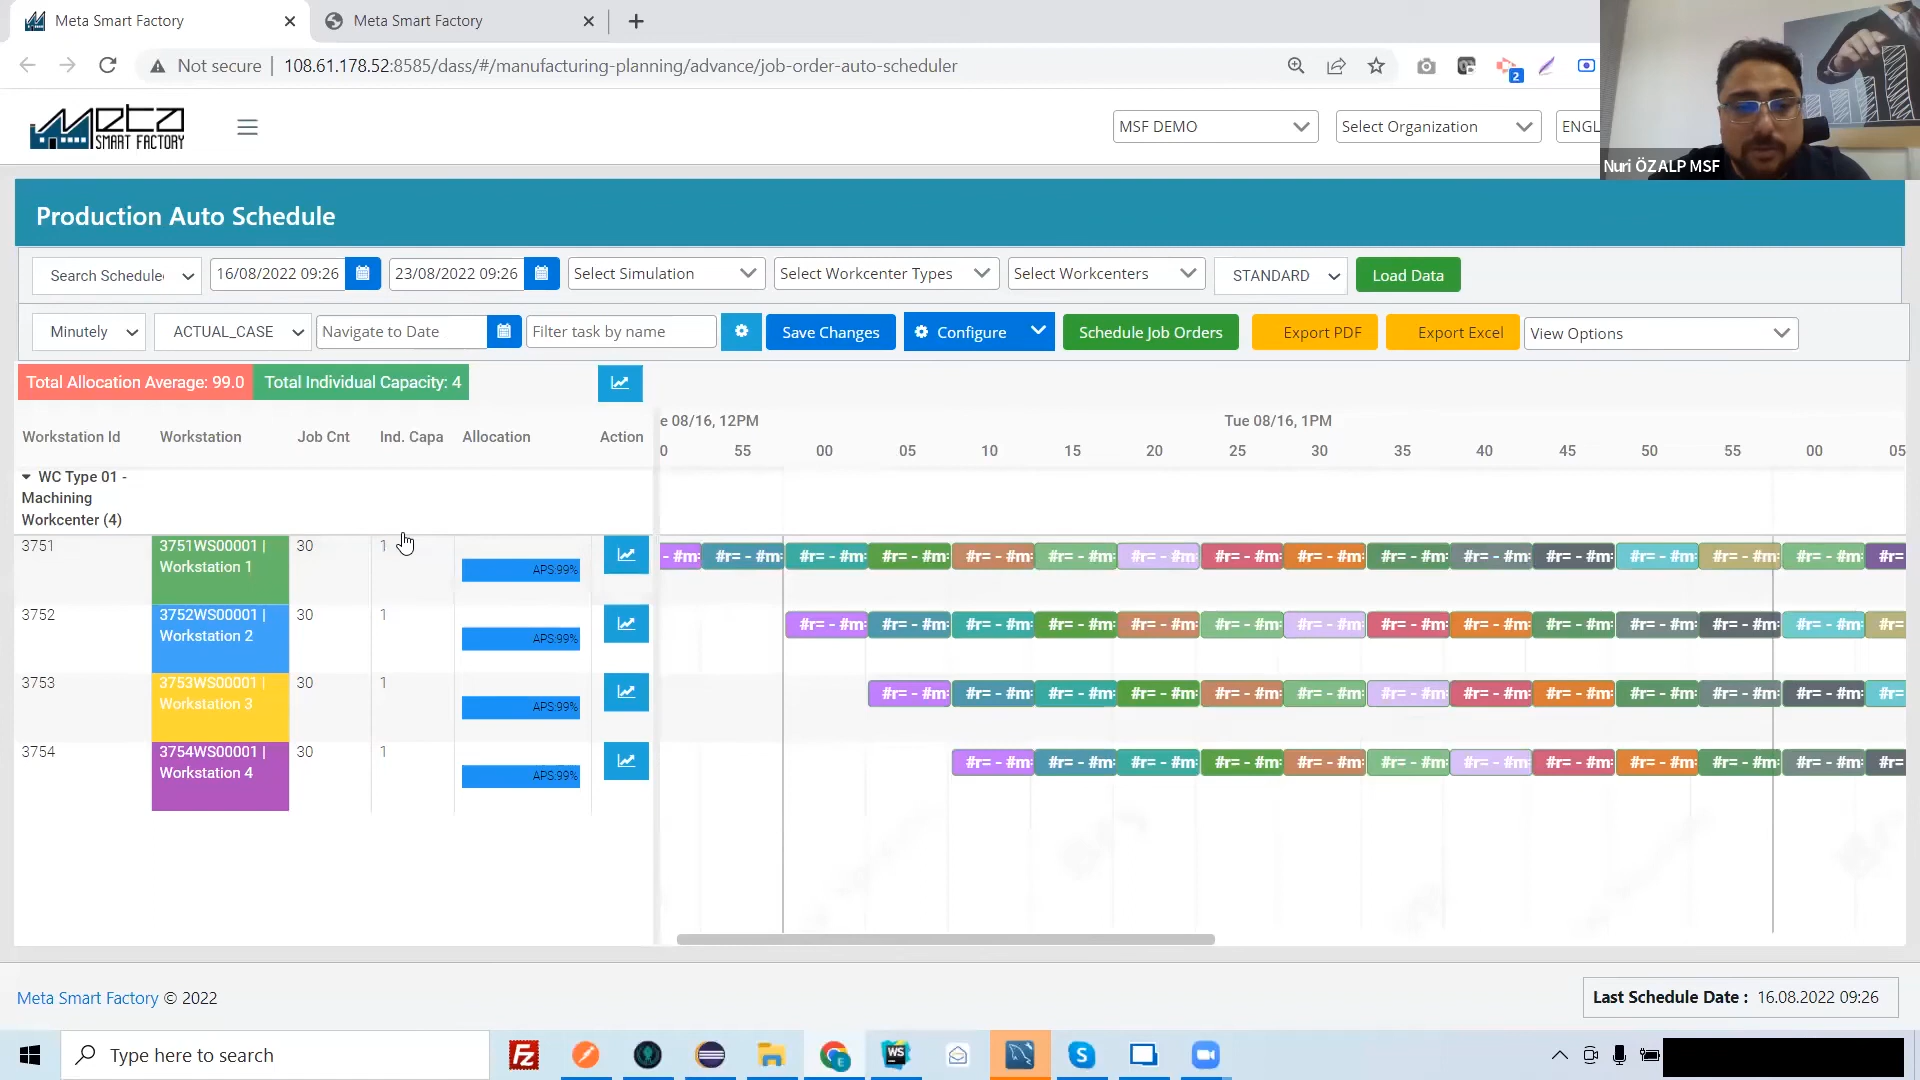 Meta Smart Factory
Meta Smart Factory
Not secure
108.61.178.52:8585/dass/#/manufacturing-planning/advance/job-order-auto-scheduler
2
meta
SMART FACTORY
MSF DEMO
Select Organization
ENGL
Nuri ÖZALP MSF
Production Auto Schedule
Search Schedule
16/08/2022 09:26
23/08/2022 09:26
Select Simulation
Select Workcenter Types
Select Workcenters
STANDARD
Load Data
Minutely
ACTUAL_CASE
Navigate to Date
Filter task by name
Save Changes
Configure
Schedule Job Orders
Export PDF
Export Excel
View Options
Total Allocation Average: 99.0
Total Individual Capacity: 4
e 08/16, 12PM
Tue 08/16, 1PM
Workstation Id
Workstation
Job Cnt
Ind. Capa
Allocation
Action
0 55 00 05 10 15 20 25 30 35 40 45 50 55 00 05
WC Type 01 -
Machining
Workcenter (4)
3751
3751WS00001 |
Workstation 1
30
1
APS:99%
- #m: #r= - #m: #r= - #m: #r= - #m: #r= - #m: #r= - #m: #r= - #m: #r= - #m: #r= - #m: #r= - #m: #r= - #m: #r= - #m: #r= - #m: #r= - #m: #r= - #m: #r=
3752
3752WS00001 |
Workstation 2
30
1
APS:99%
#r= - #m: #r= - #m: #r= - #m: #r= - #m: #r= - #m: #r= - #m: #r= - #m: #r= - #m: #r= - #m: #r= - #m: #r= - #m: #r= - #m: #r= - #m: #r=
3753
3753WS00001 |
Workstation 3
30
1
APS:99%
#r= - #m: #r= - #m: #r= - #m: #r= - #m: #r= - #m: #r= - #m: #r= - #m: #r= - #m: #r= - #m: #r= - #m: #r= - #m: #r= - #m: #r=
3754
3754WS00001 |
Workstation 4
30
1
APS:99%
#r= - #m: #r= - #m: #r= - #m: #r= - #m: #r= - #m: #r= - #m: #r= - #m: #r= - #m: #r= - #m: #r= - #m: #r= - #m: #r=
Meta Smart Factory © 2022
Last Schedule Date : 16.08.2022 09:26
Type here to search
FZ
WS
S